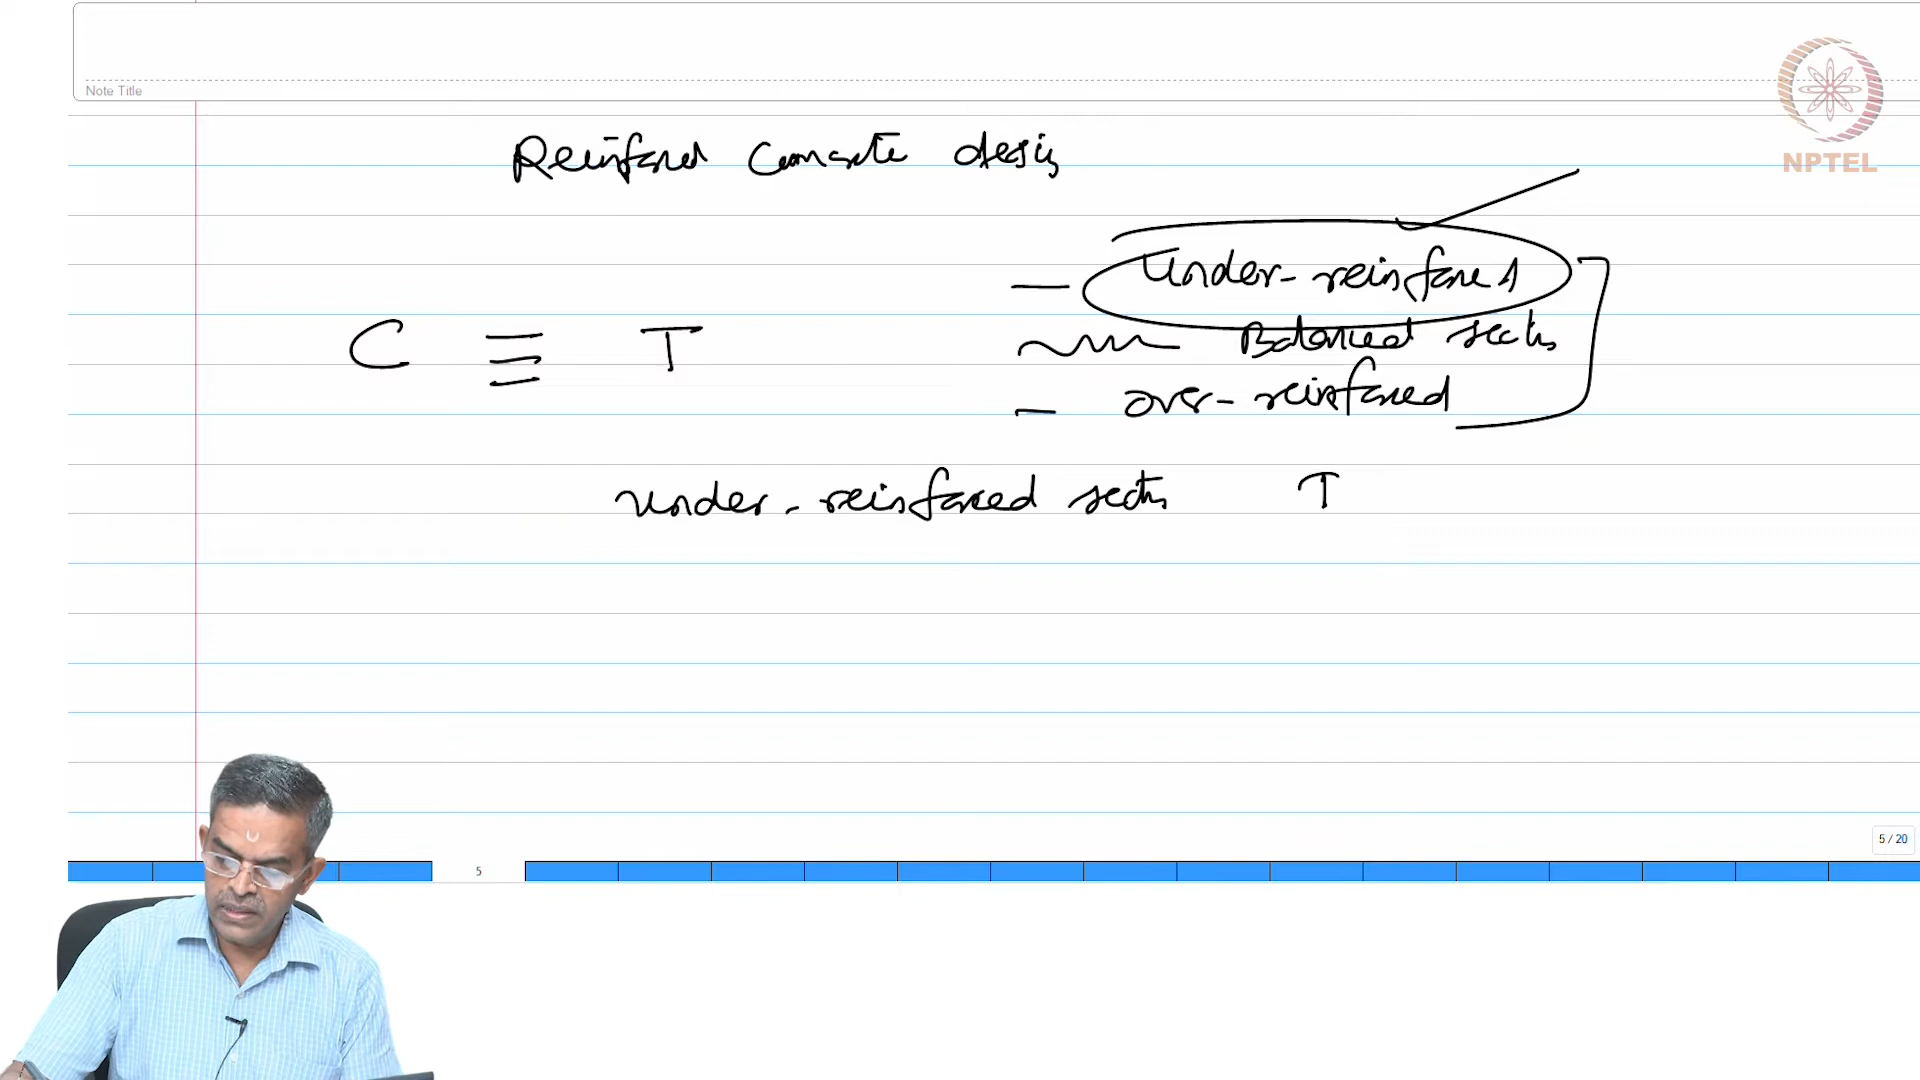 Note Title
NPTEL
Reinforced Concrete design
— Under-reinforced
C ≡ T
Balanced section
— over-reinforced
under-reinforced section T
5 / 20
5